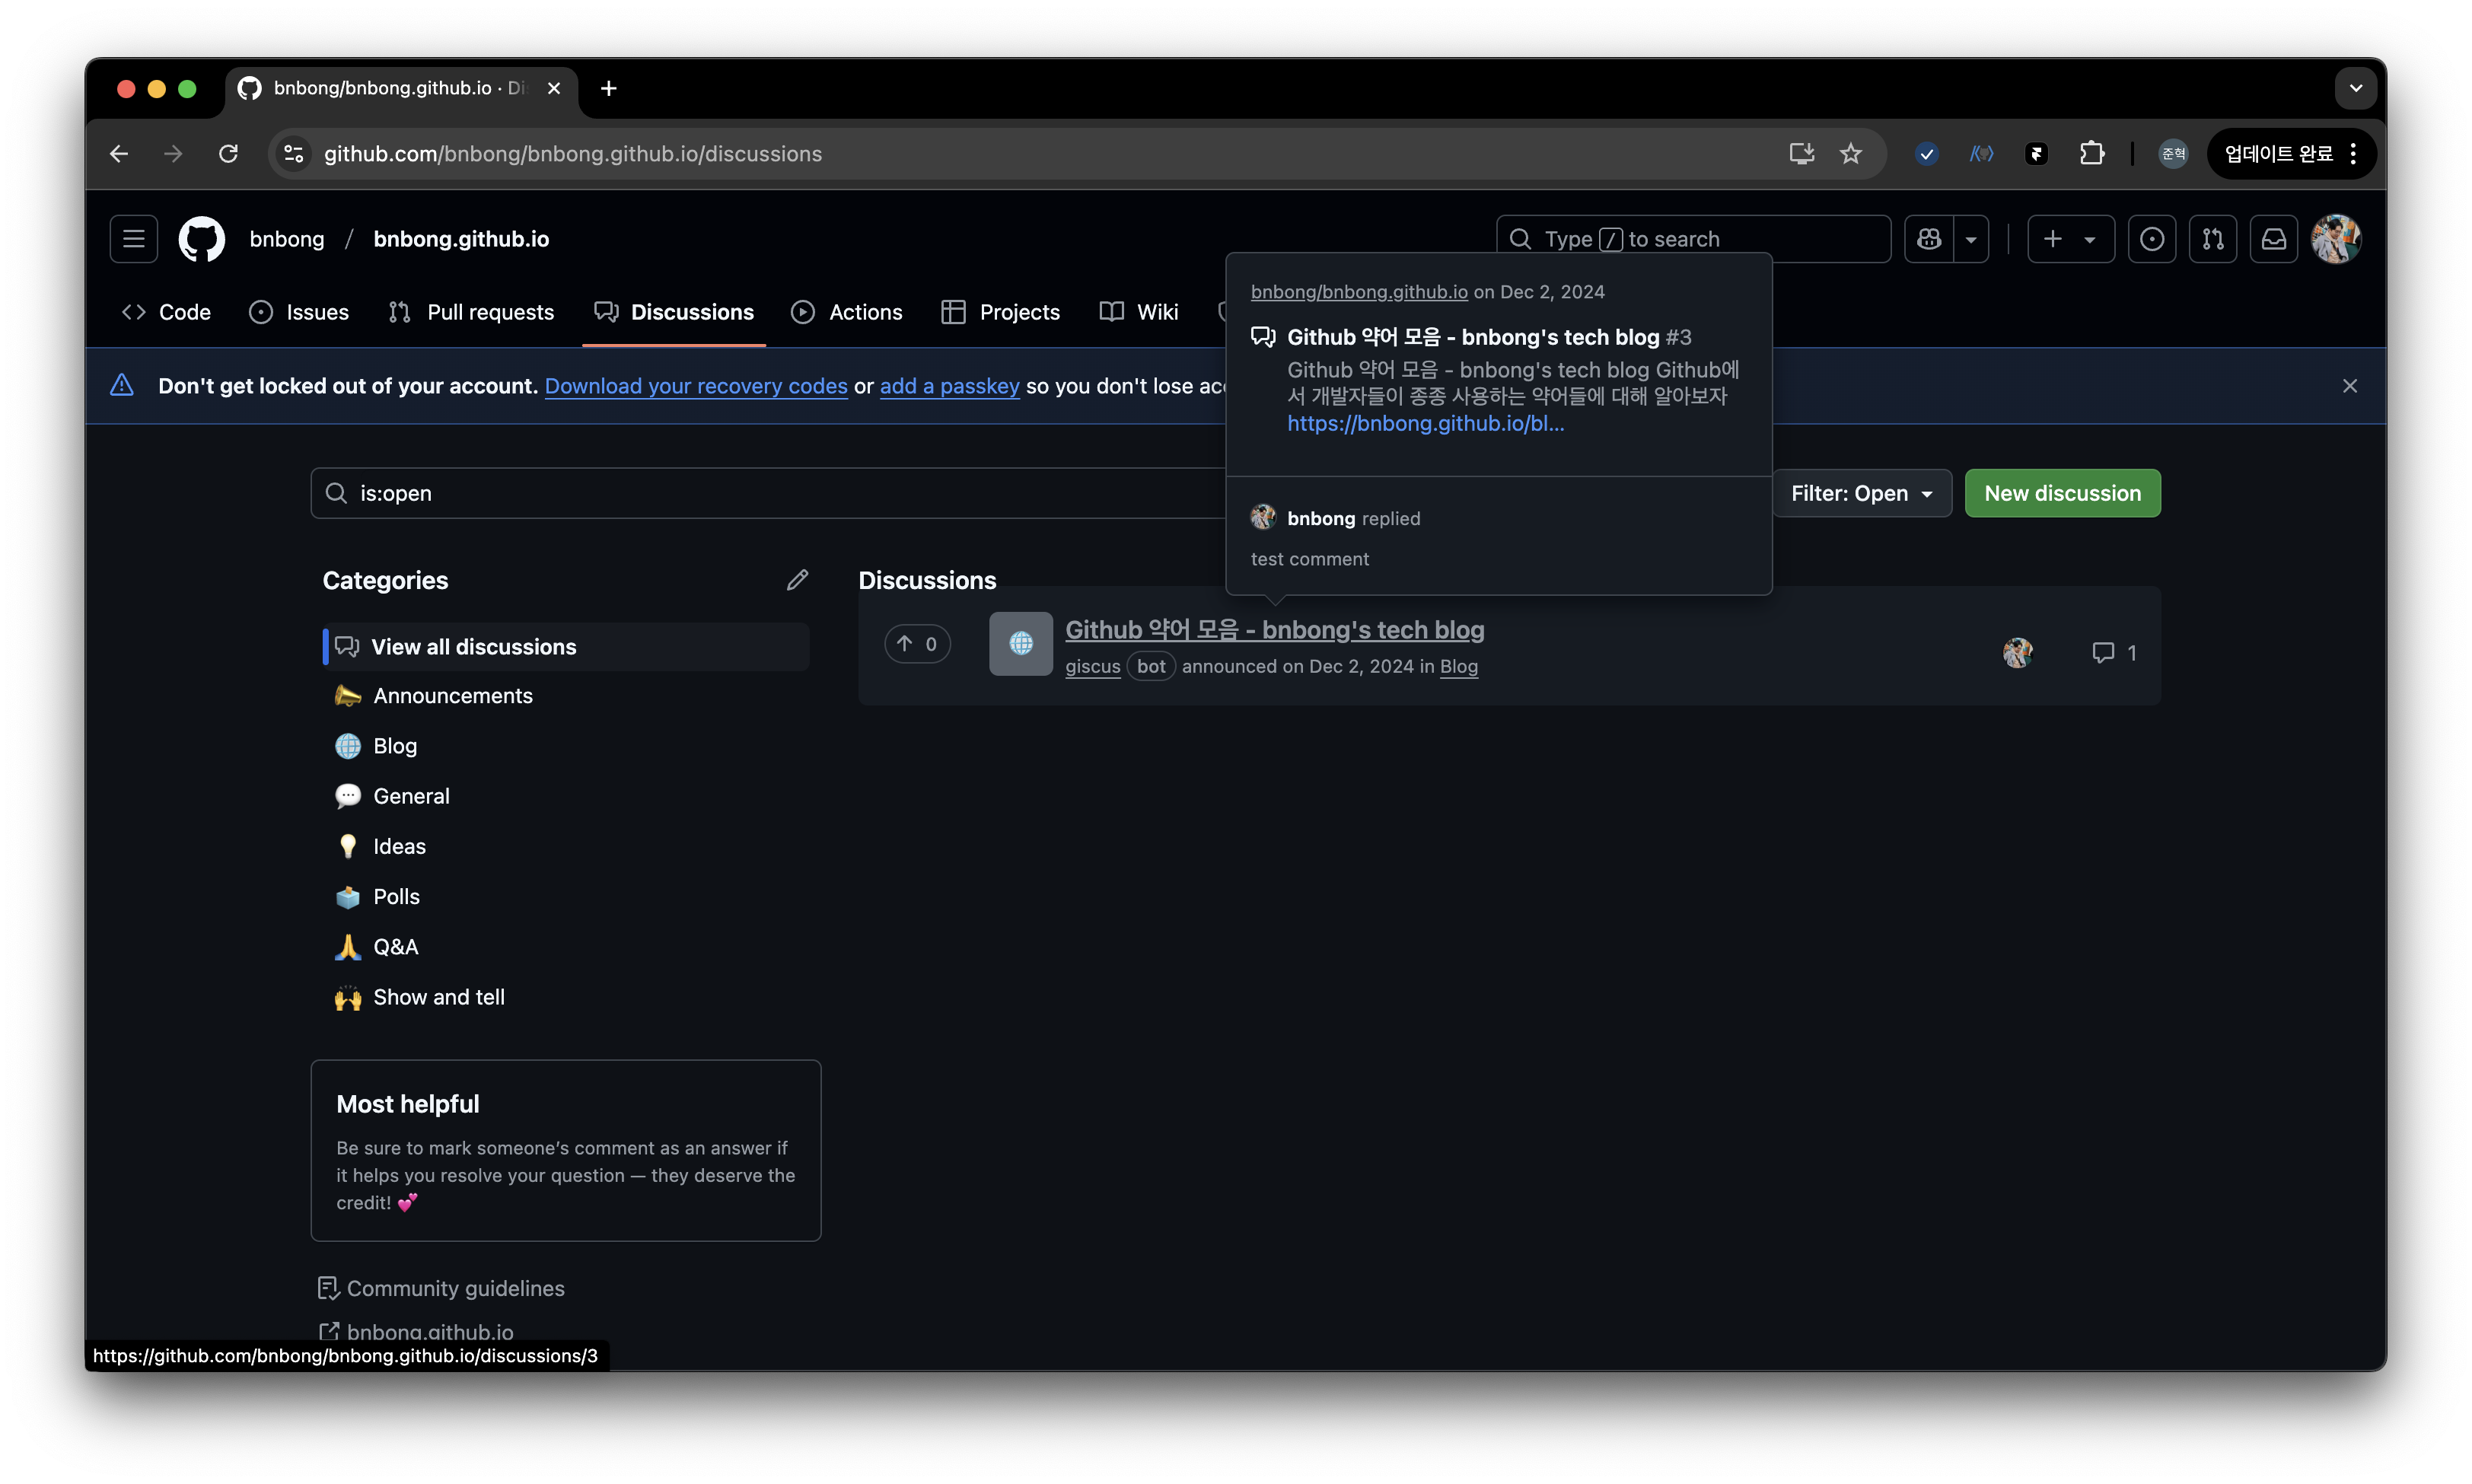 bnbong/bnbong.github.io · Di
github.com/bnbong/bnbong.github.io/discussions
준혁
업데이트 완료
bnbong / bnbong.github.io
Type / to search
Code
Issues
Pull requests
Discussions
Actions
Projects
Wiki
Don't get locked out of your account. Download your recovery codes or add a passkey so you don't lose acc
bnbong/bnbong.github.io on Dec 2, 2024
Github 약어 모음 - bnbong's tech blog #3
Github 약어 모음 - bnbong's tech blog Github에
서 개발자들이 종종 사용하는 약어들에 대해 알아보자
https://bnbong.github.io/bl...
bnbong replied
test comment
is:open
Filter: Open
New discussion
Categories
View all discussions
Announcements
Blog
General
Ideas
Polls
Q&A
Show and tell
Discussions
0
Github 약어 모음 - bnbong's tech blog
giscus bot announced on Dec 2, 2024 in Blog
1
Most helpful
Be sure to mark someone’s comment as an answer if
it helps you resolve your question — they deserve the
credit! 💕
Community guidelines
bnbong.github.io
https://github.com/bnbong/bnbong.github.io/discussions/3